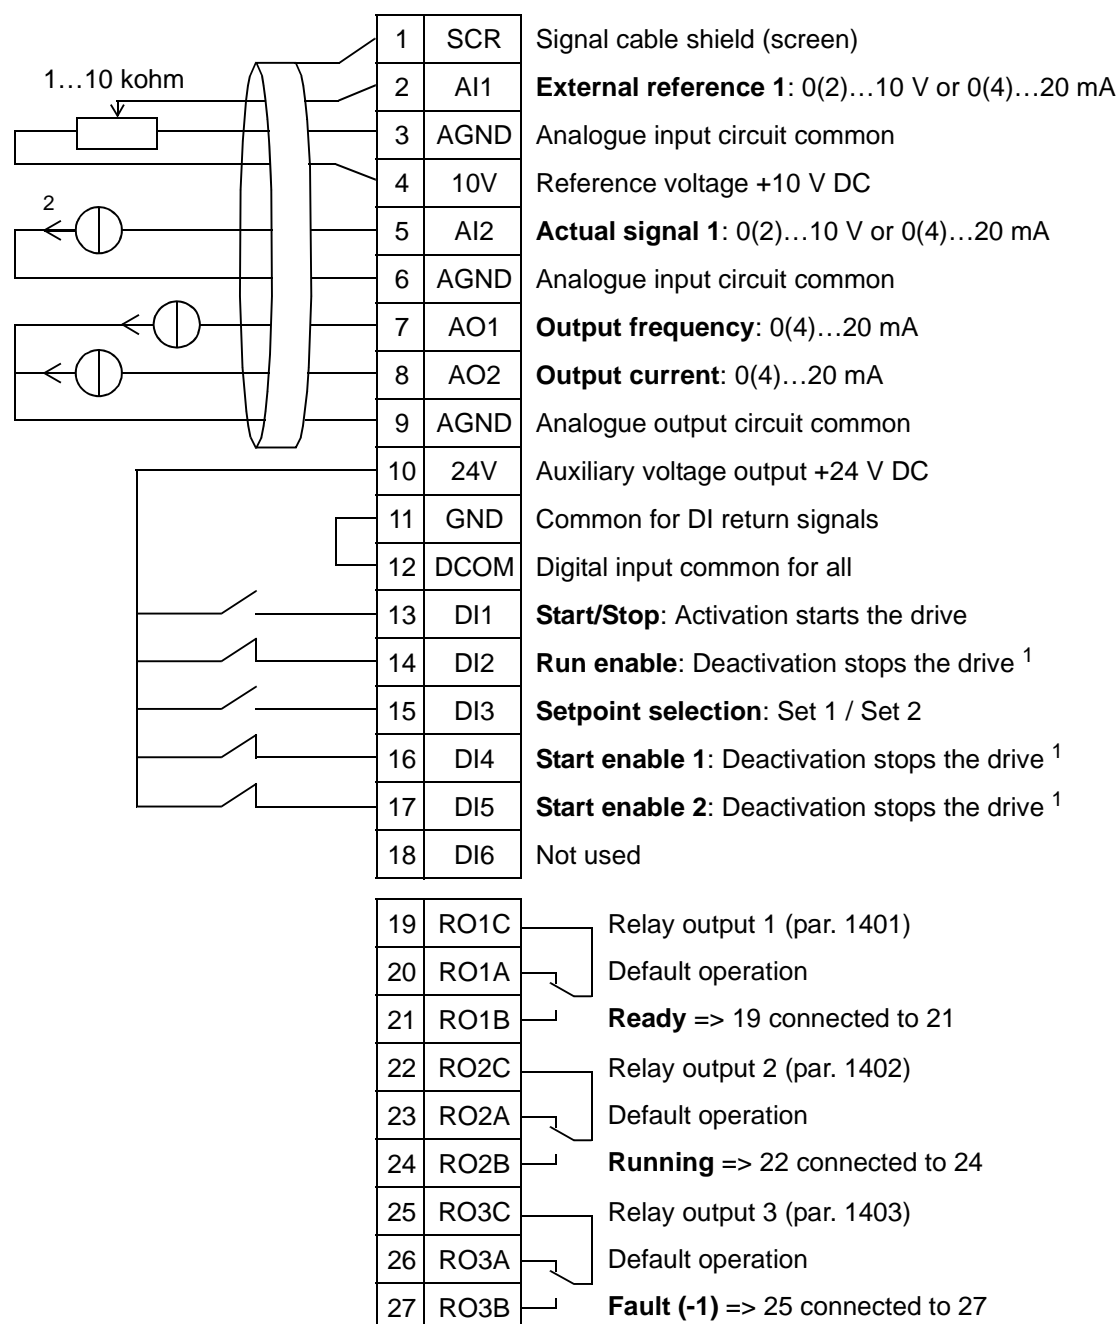 1 SCR Signal cable shield (screen)
1…10 kohm
2 AI1 External reference 1: 0(2)…10 V or 0(4)…20 mA
3 AGND Analogue input circuit common
4 10V Reference voltage +10 V DC
2
5 AI2 Actual signal 1: 0(2)…10 V or 0(4)…20 mA
6 AGND Analogue input circuit common
7 AO1 Output frequency: 0(4)…20 mA
8 AO2 Output current: 0(4)…20 mA
9 AGND Analogue output circuit common
10 24V Auxiliary voltage output +24 V DC
11 GND Common for DI return signals
12 DCOM Digital input common for all
13 DI1 Start/Stop: Activation starts the drive
14 DI2 Run enable: Deactivation stops the drive 1
15 DI3 Setpoint selection: Set 1 / Set 2
16 DI4 Start enable 1: Deactivation stops the drive 1
17 DI5 Start enable 2: Deactivation stops the drive 1
18 DI6 Not used
19 RO1C Relay output 1 (par. 1401)
20 RO1A Default operation
21 RO1B Ready => 19 connected to 21
22 RO2C Relay output 2 (par. 1402)
23 RO2A Default operation
24 RO2B Running => 22 connected to 24
25 RO3C Relay output 3 (par. 1403)
26 RO3A Default operation
27 RO3B Fault (-1) => 25 connected to 27